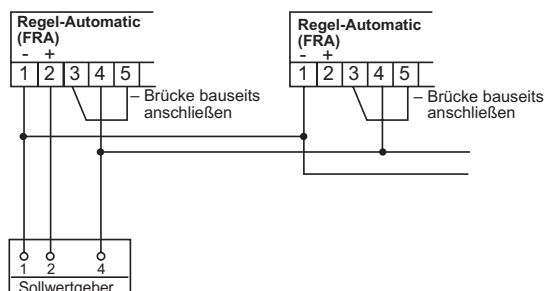 Regel-Automatic
(FRA)
- +
1 2 3 4 5
– Brücke bauseits
anschließen
Regel-Automatic
(FRA)
- +
1 2 3 4 5
– Brücke bauseits
anschließen
1 2 4
Sollwertgeber